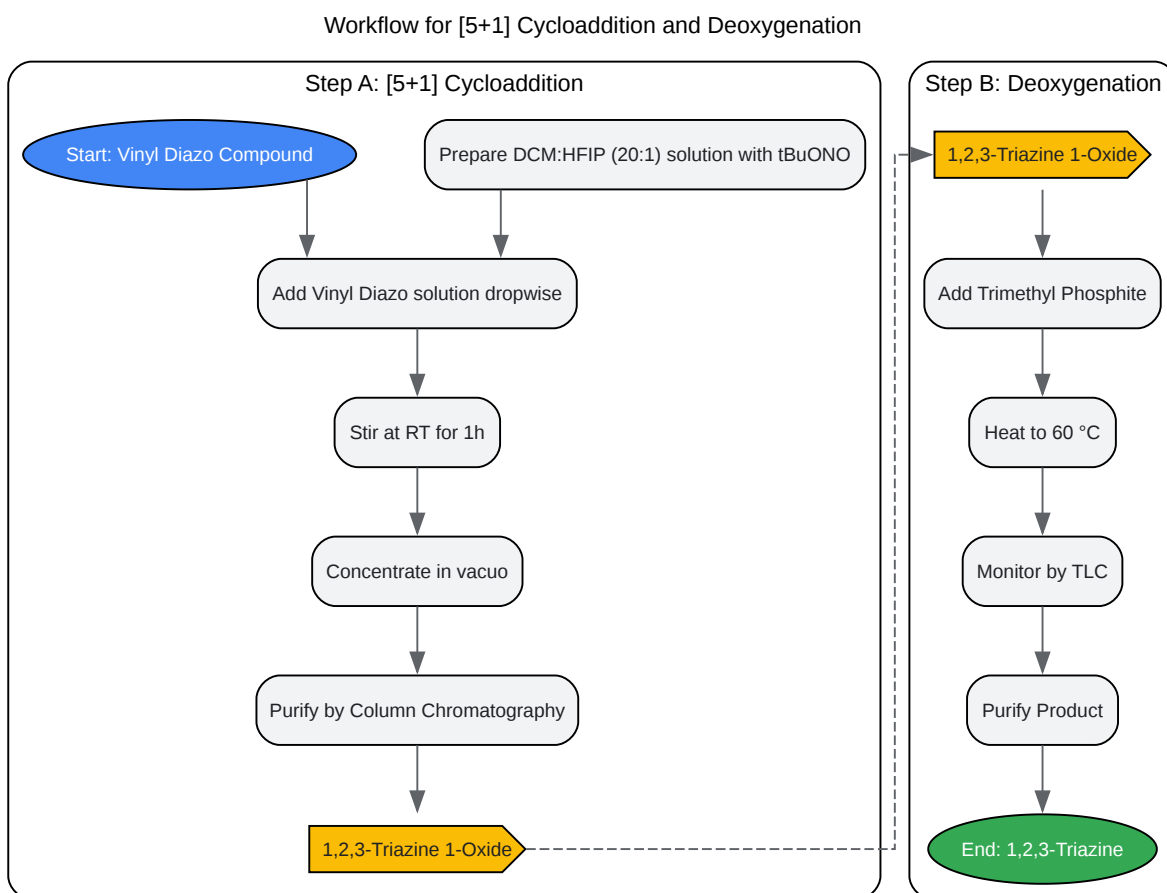 Workflow for [5+1] Cycloaddition and Deoxygenation
Step A: [5+1] Cycloaddition
Start: Vinyl Diazo Compound
Prepare DCM:HFIP (20:1) solution with tBuONO
Add Vinyl Diazo solution dropwise
Stir at RT for 1h
Concentrate in vacuo
Purify by Column Chromatography
1,2,3-Triazine 1-Oxide
Step B: Deoxygenation
1,2,3-Triazine 1-Oxide
Add Trimethyl Phosphite
Heat to 60 °C
Monitor by TLC
Purify Product
End: 1,2,3-Triazine